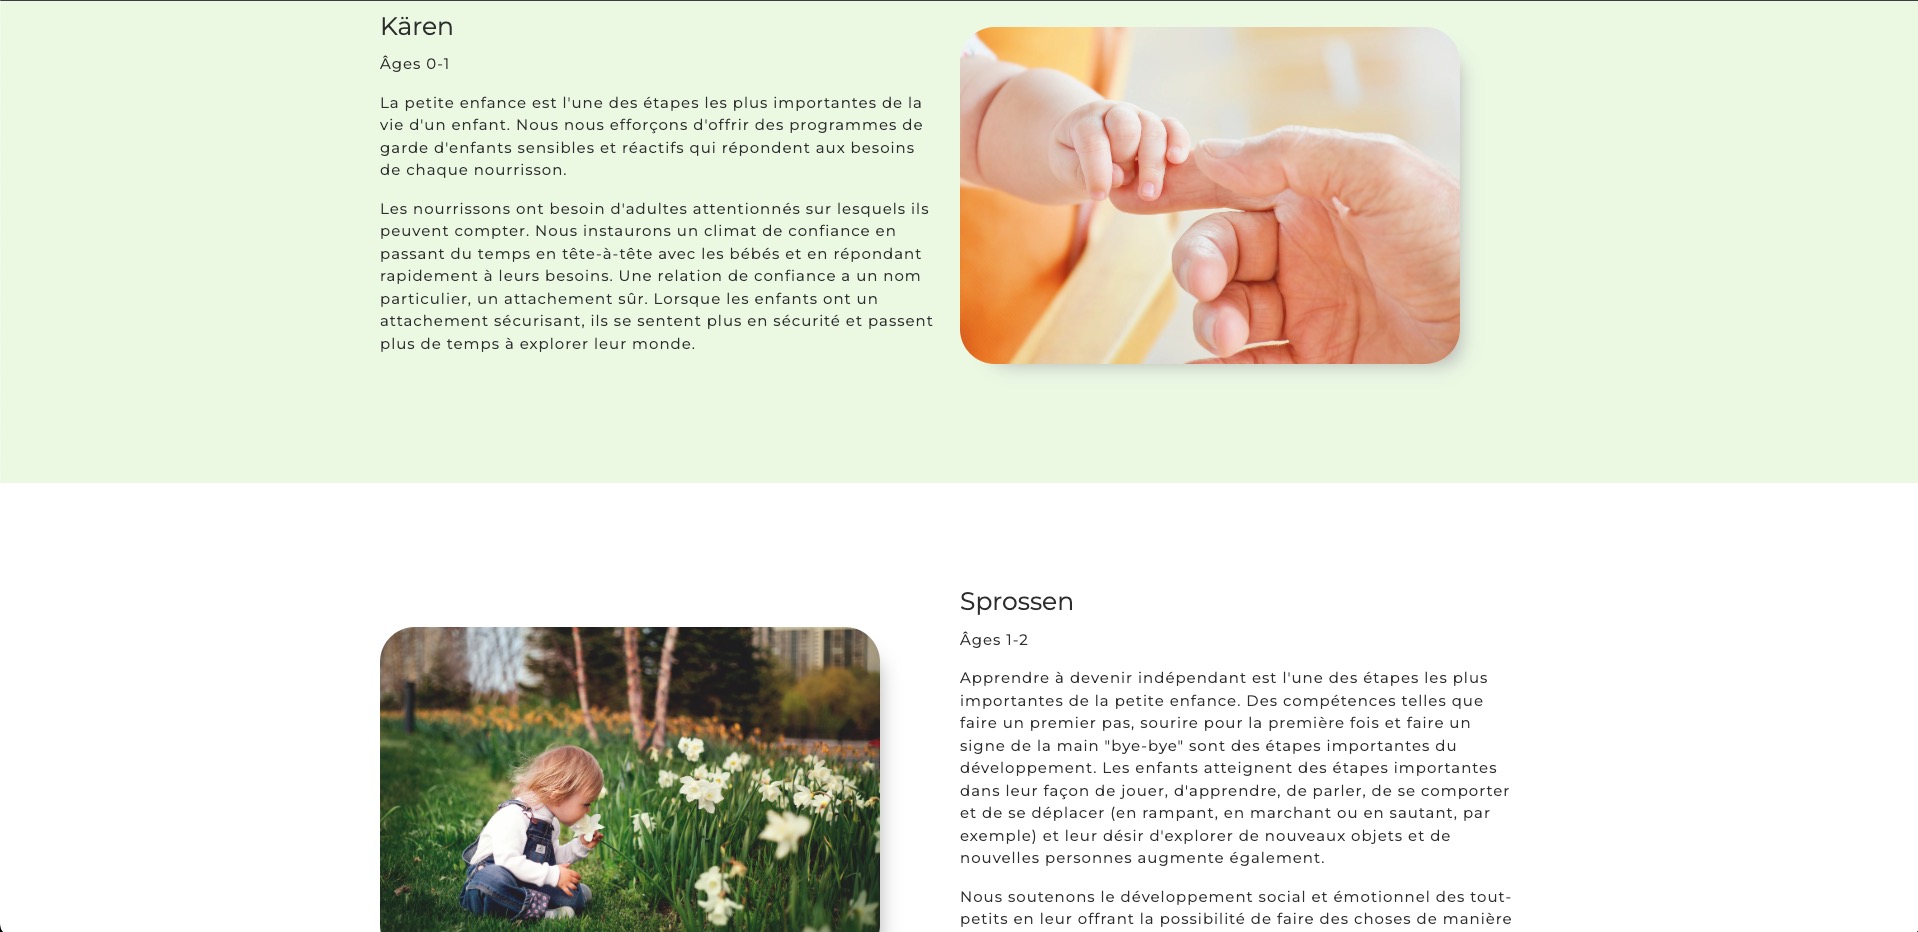 Kären
Âges 0-1
La petite enfance est l'une des étapes les plus importantes de la
vie d'un enfant. Nous nous efforçons d'offrir des programmes de
garde d'enfants sensibles et réactifs qui répondent aux besoins
de chaque nourrisson.
Les nourrissons ont besoin d'adultes attentionnés sur lesquels ils
peuvent compter. Nous instaurons un climat de confiance en
passant du temps en tête-à-tête avec les bébés et en répondant
rapidement à leurs besoins. Une relation de confiance a un nom
particulier, un attachement sûr. Lorsque les enfants ont un
attachement sécurisant, ils se sentent plus en sécurité et passent
plus de temps à explorer leur monde.
Sprossen
Âges 1-2
Apprendre à devenir indépendant est l'une des étapes les plus
importantes de la petite enfance. Des compétences telles que
faire un premier pas, sourire pour la première fois et faire un
signe de la main "bye-bye" sont des étapes importantes du
développement. Les enfants atteignent des étapes importantes
dans leur façon de jouer, d'apprendre, de parler, de se comporter
et de se déplacer (en rampant, en marchant ou en sautant, par
exemple) et leur désir d'explorer de nouveaux objets et de
nouvelles personnes augmente également.
Nous soutenons le développement social et émotionnel des tout-
petits en leur offrant la possibilité de faire des choses de manière